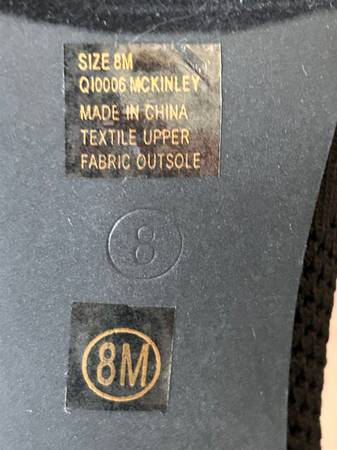 SIZE 8M
QI0006 MCKINLEY
MADE IN CHINA
TEXTILE UPPER
FABRIC OUTSOLE
8
8M